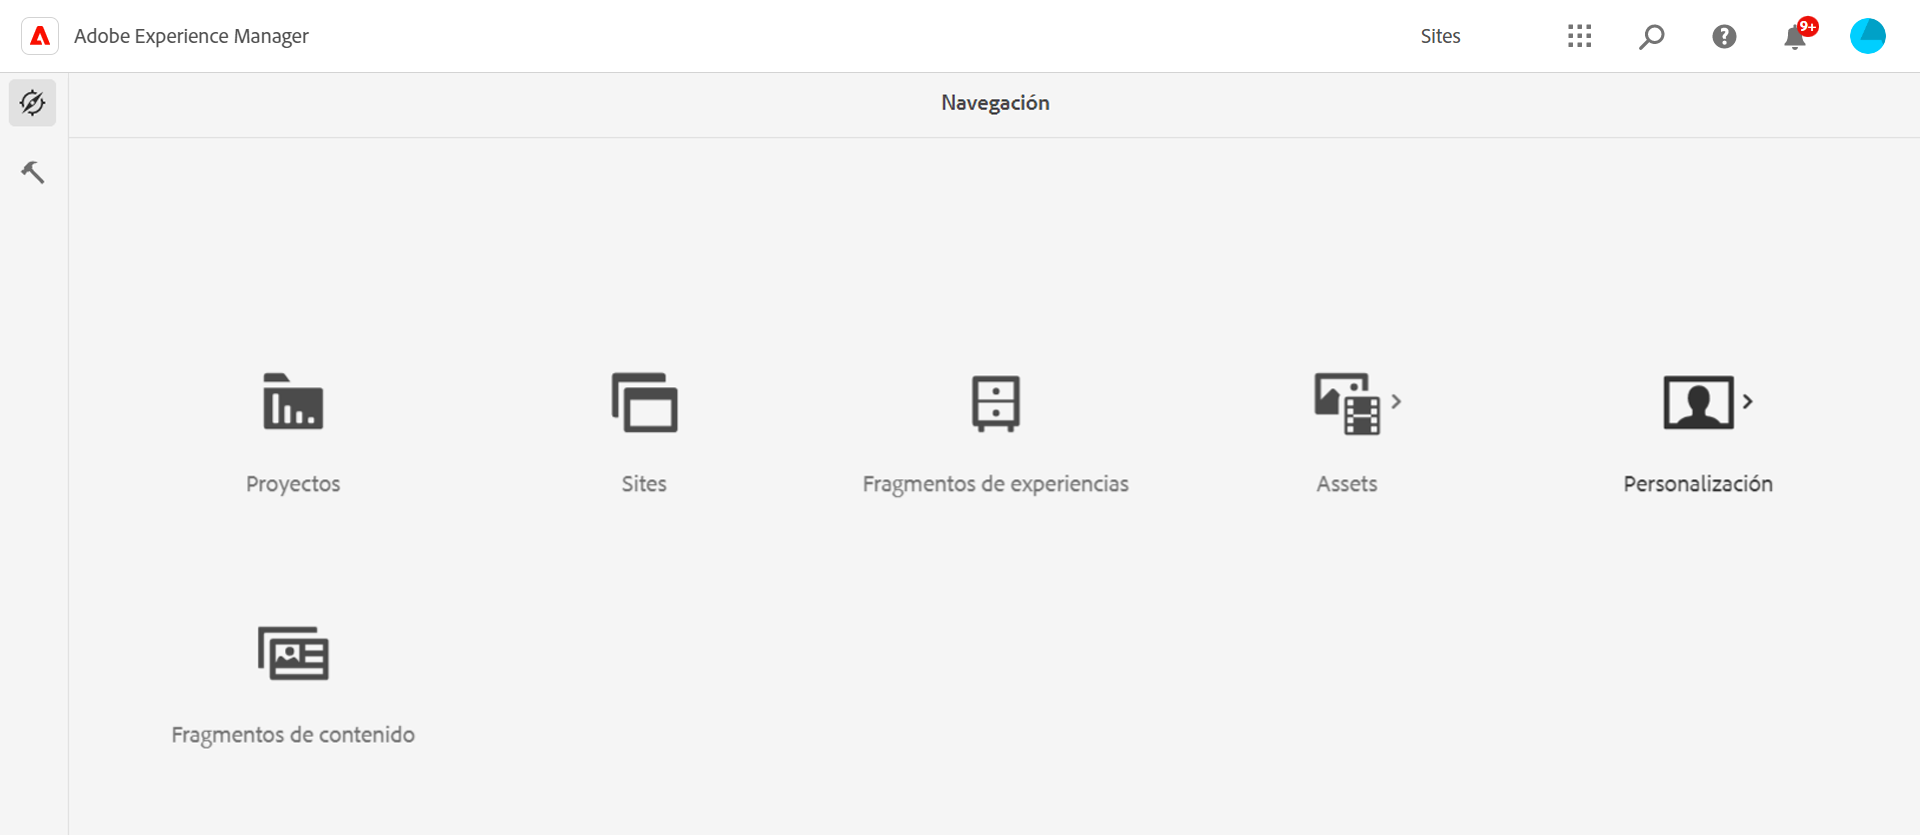 Adobe Experience Manager
Sites
9+
Navegación
Proyectos
Sites
Fragmentos de experiencias
Assets
Personalización
Fragmentos de contenido